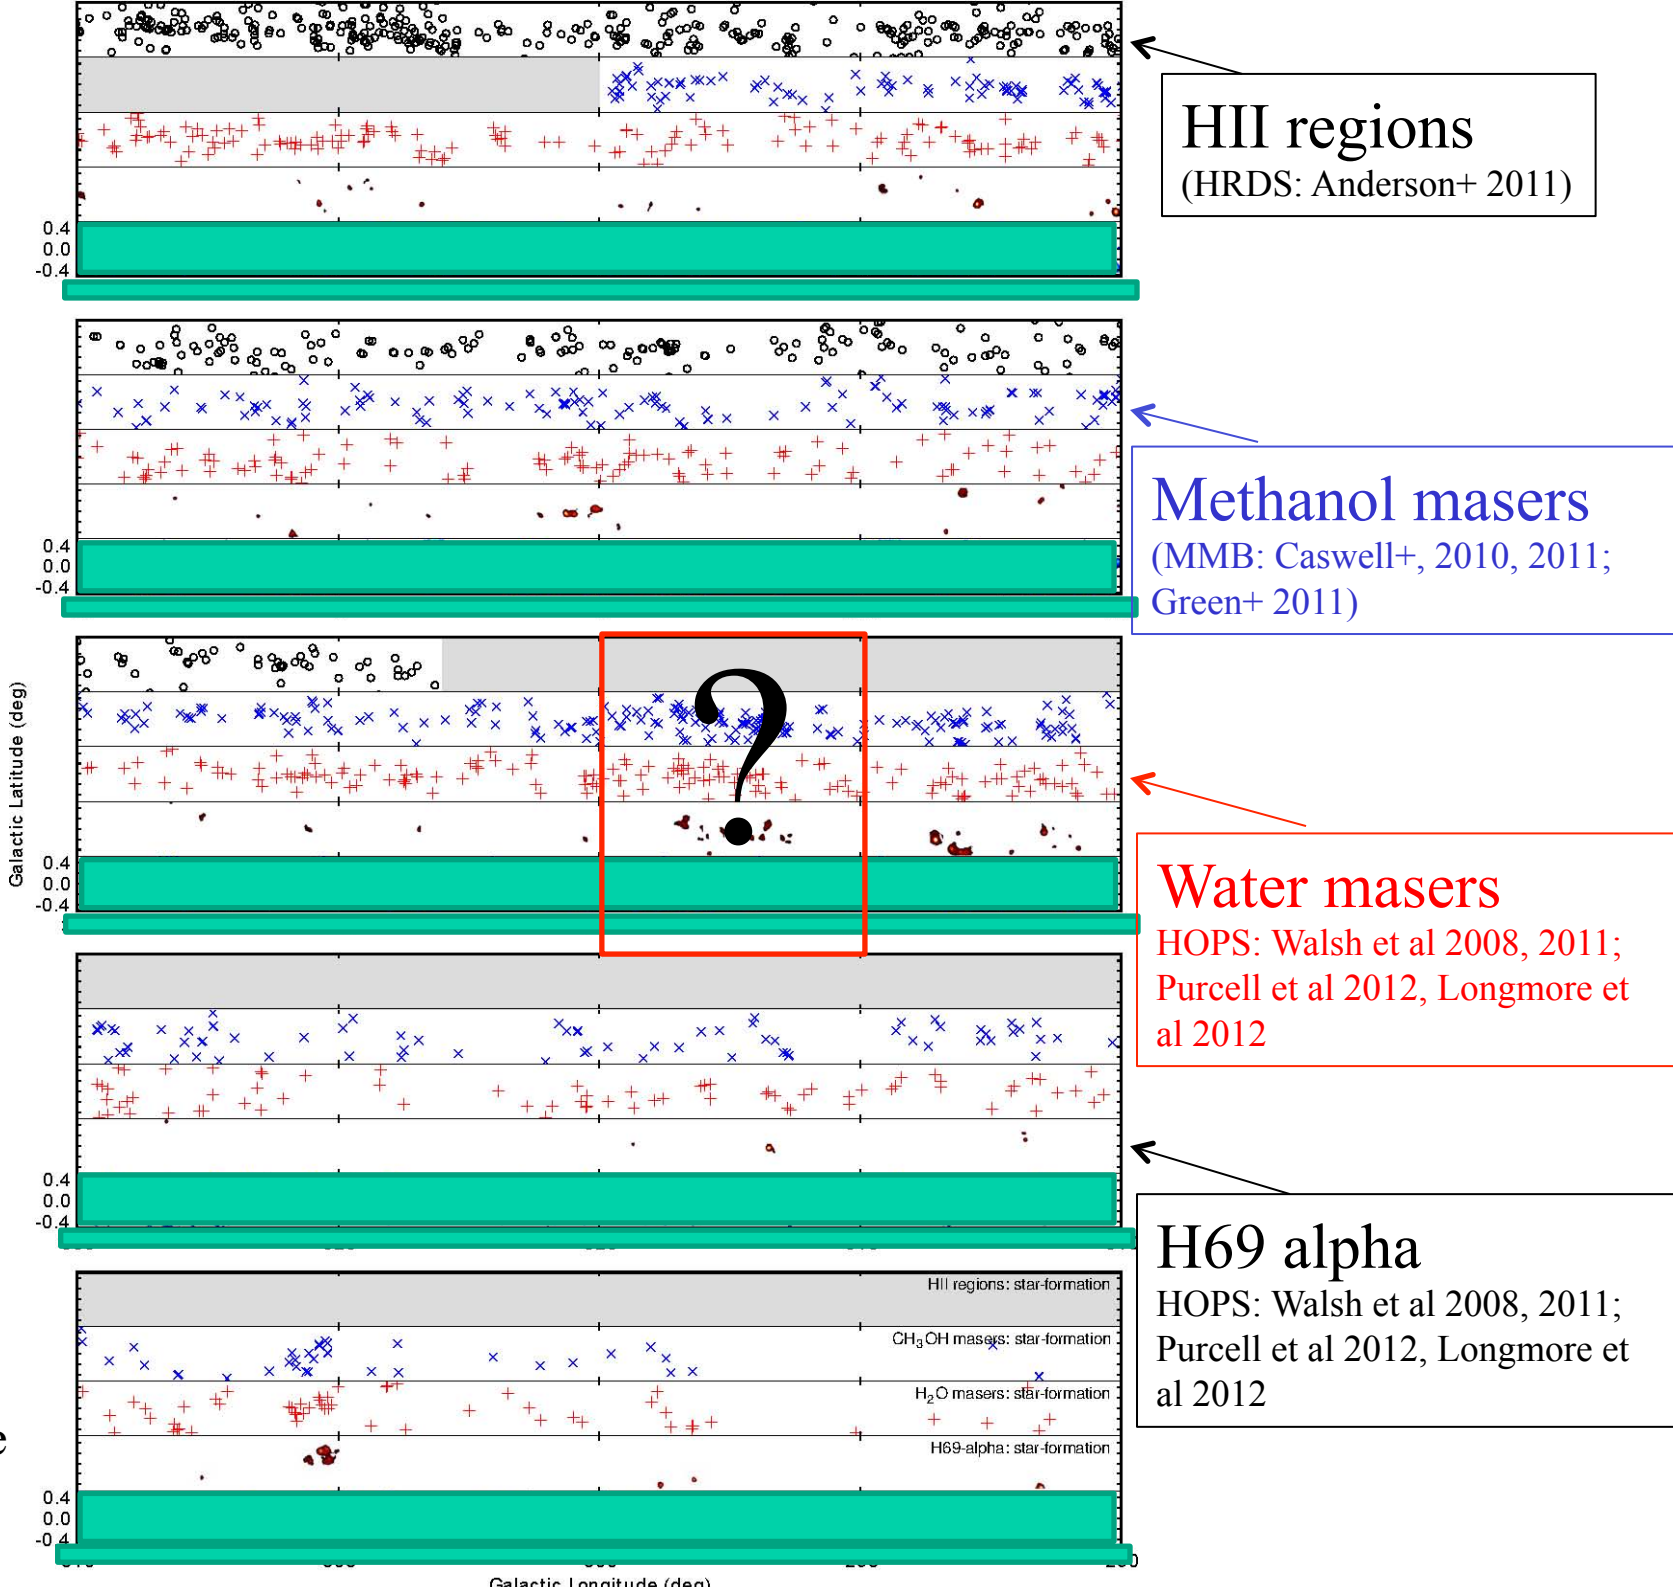 HII regions
(HRDS: Anderson+ 2011)
0.4
0.0
-0.4
Methanol masers
(MMB: Caswell+, 2010, 2011;
Green+ 2011)
0.4
0.0
-0.4
?
Galactic Latitude (deg)
Water masers
HOPS: Walsh et al 2008, 2011;
Purcell et al 2012, Longmore et
al 2012
0.4
0.0
-0.4
H69 alpha
HOPS: Walsh et al 2008, 2011;
Purcell et al 2012, Longmore et
al 2012
0.4
0.0
-0.4
HII regions: star-formation
CH3OH masers: star-formation
H2O masers: star-formation
H69-alpha: star-formation
e
0.4
0.0
-0.4
Galactic Longitude (deg)